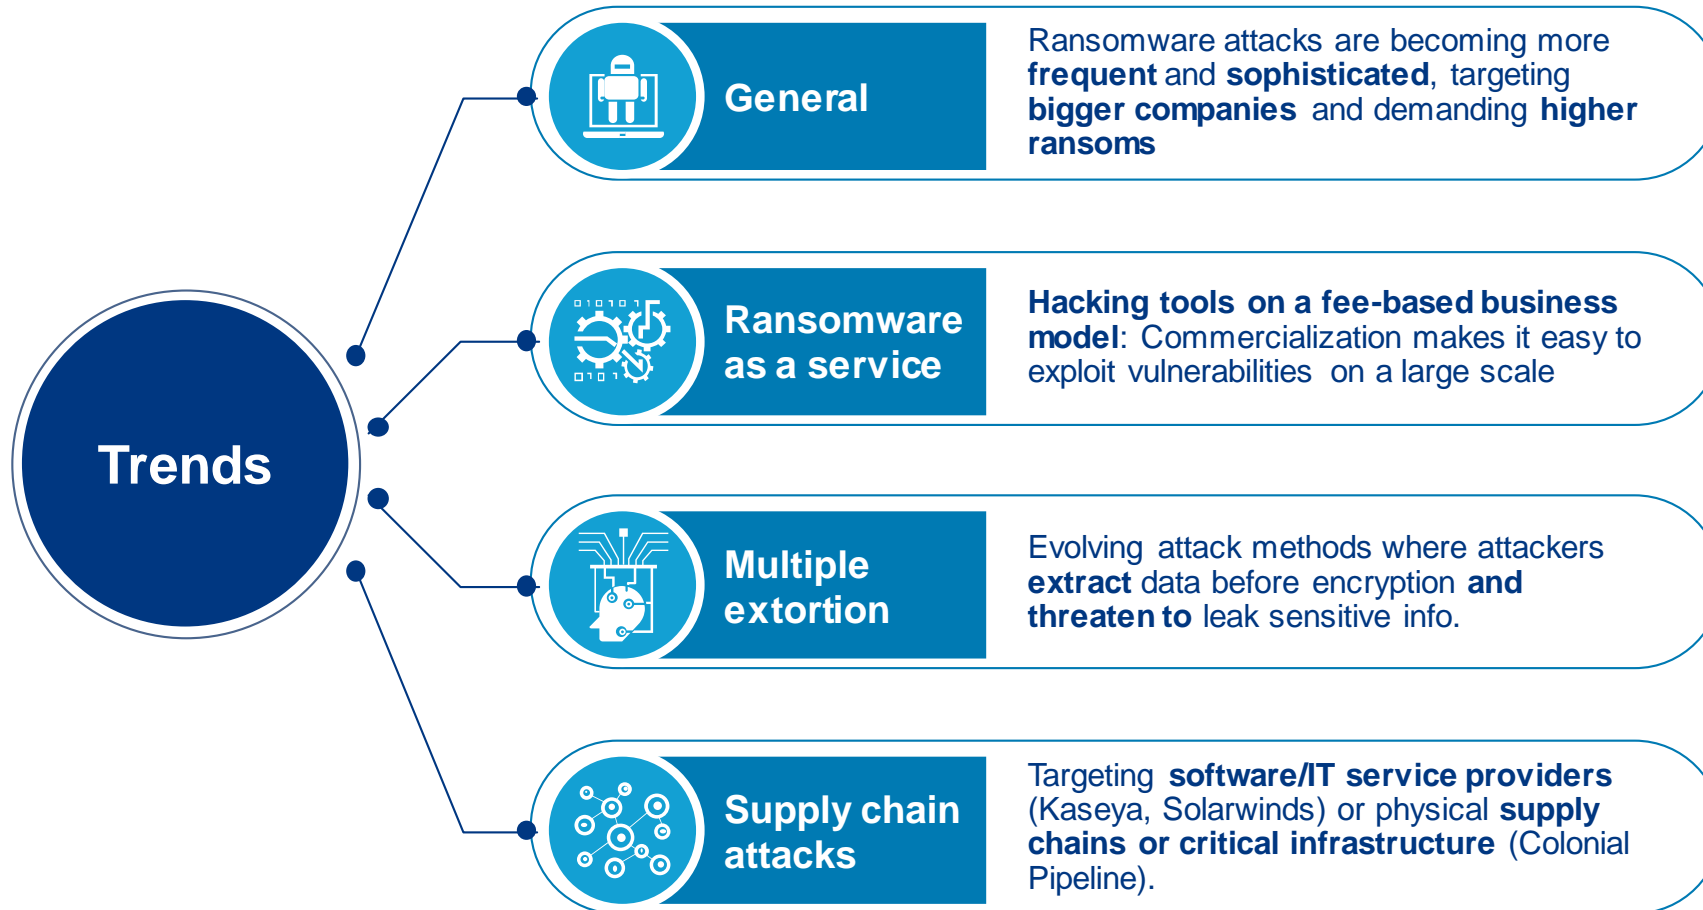 Trends
General
Ransomware attacks are becoming more
frequent and sophisticated, targeting
bigger companies and demanding higher
ransoms
Ransomware
as a service
Hacking tools on a fee-based business
model: Commercialization makes it easy to
exploit vulnerabilities on a large scale
Multiple
extortion
Evolving attack methods where attackers
extract data before encryption and
threaten to leak sensitive info.
Supply chain
attacks
Targeting software/IT service providers
(Kaseya, Solarwinds) or physical supply
chains or critical infrastructure (Colonial
Pipeline).